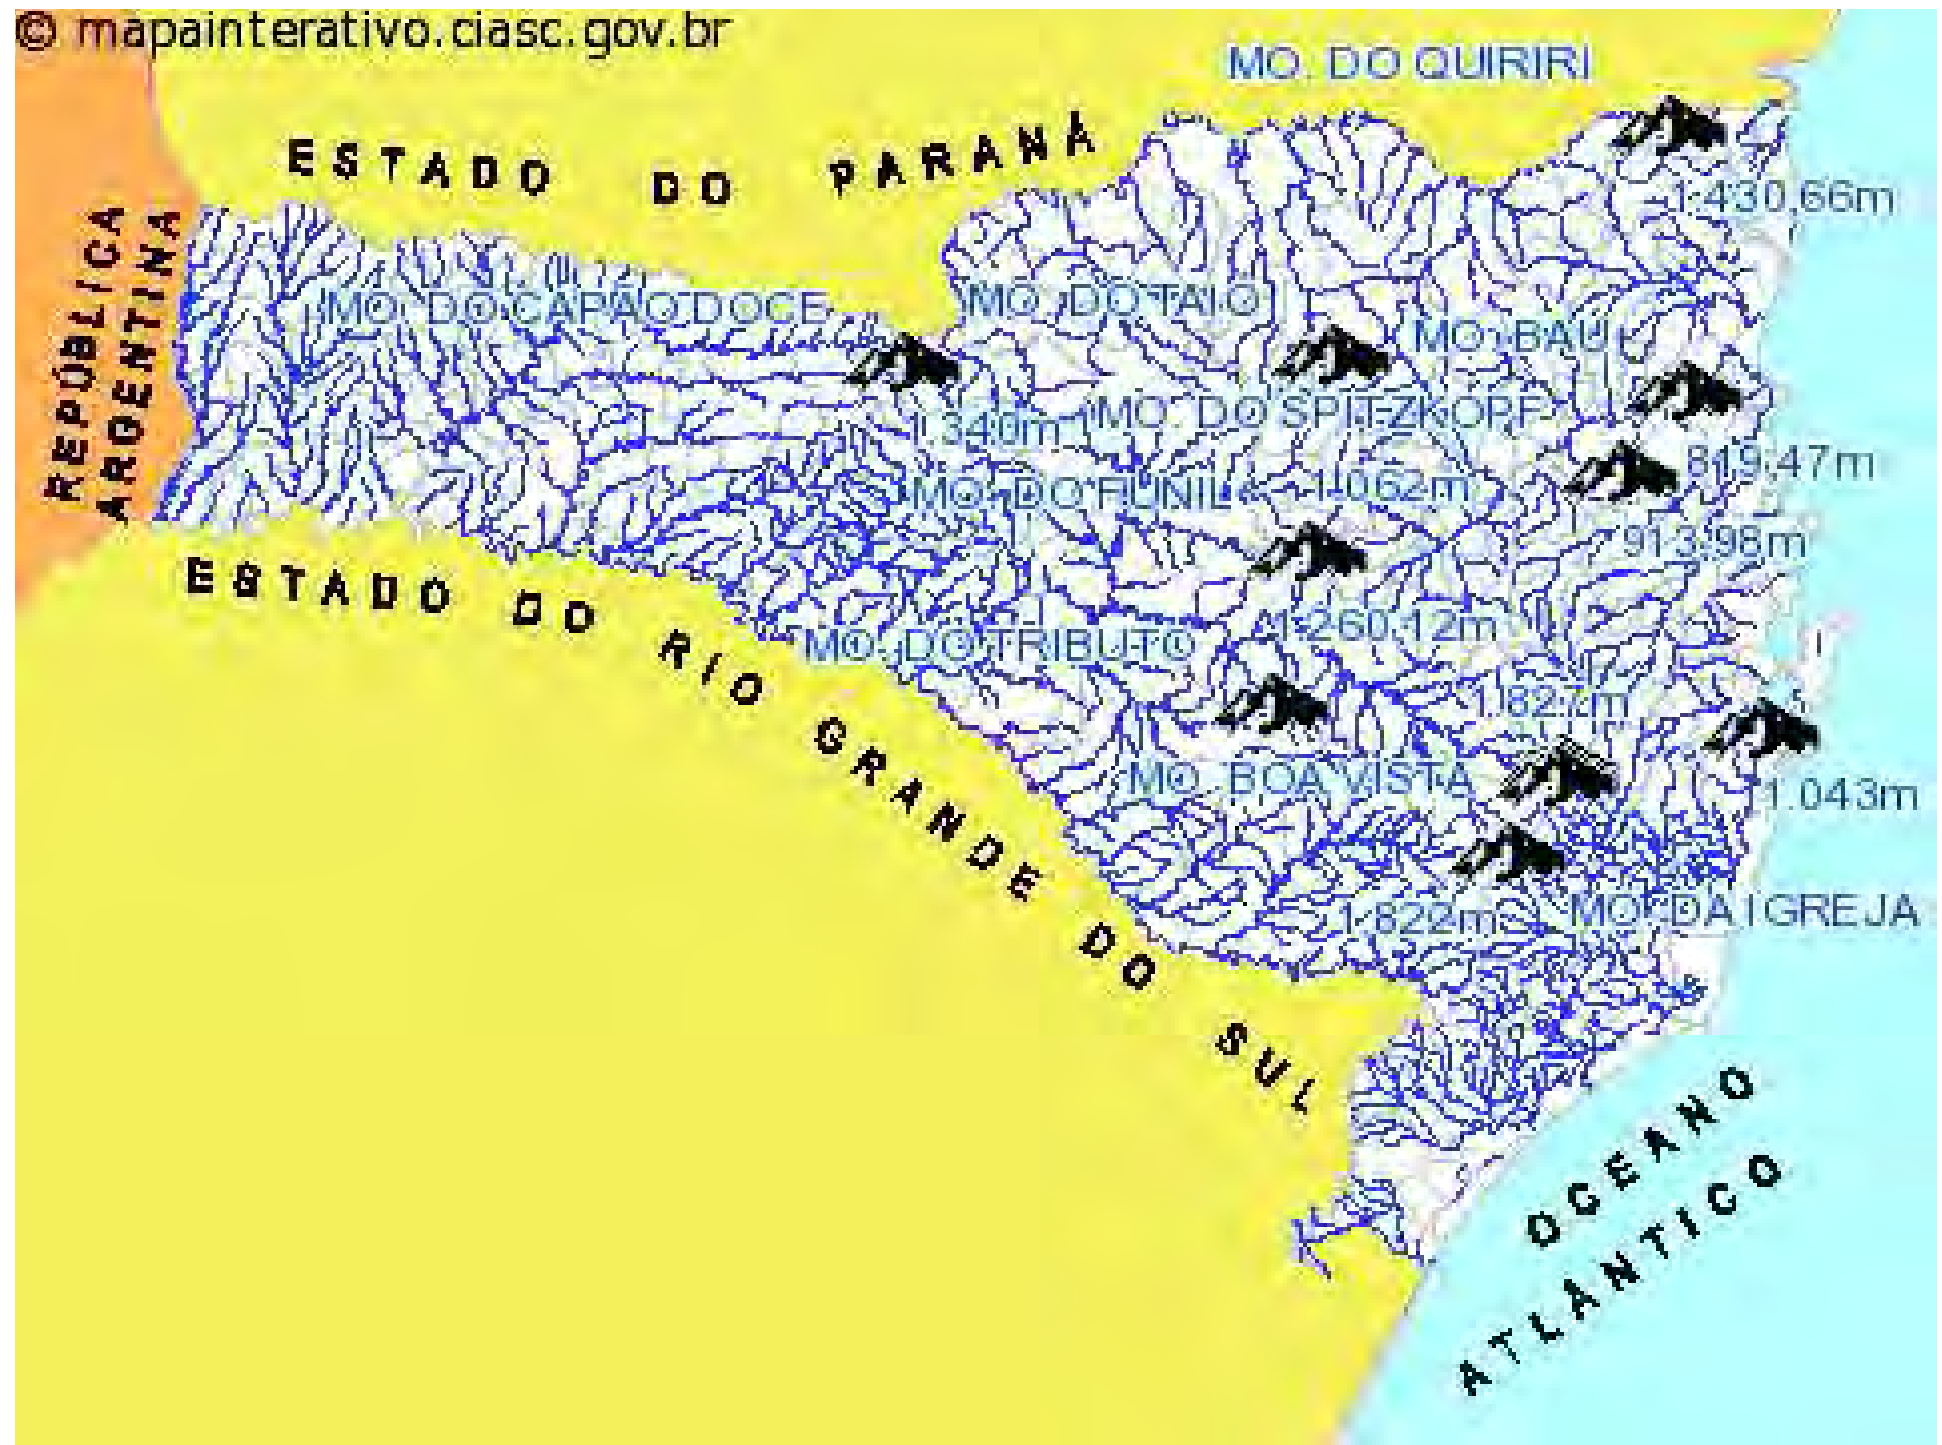 © mapainterativo.ciasc.gov.br
MO. DO QUIRIRI
ESTADO DO PARANÁ
1.430,66m
REPÚBLICA
ARGENTINA
MO. DO CAPÃO DOCE
MO. DO TAIO
MO. BAU
1.340m
MO. DO SPITZKOPF
819,47m
MO. DO FUNIL
1.062m
913,98m
ESTADO DO RIO GRANDE DO SUL
1.260,12m
MO. DO TRIBUTO
MO. BOA VISTA
1.043m
1.822m
MO. DA IGREJA
OCEANO
ATLANTICO